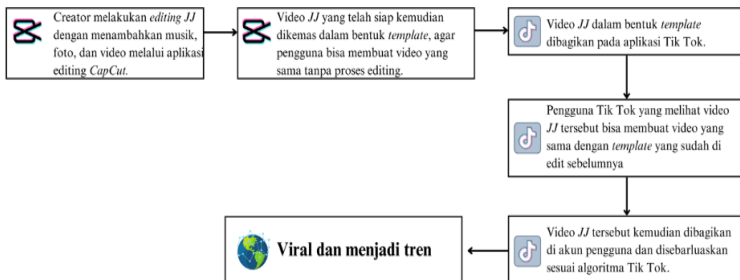 Creator melakukan editing JJ
dengan menambahkan musik,
foto, dan video melalui aplikasi
editing CapCut.
Video JJ yang telah siap kemudian
dikemas dalam bentuk template, agar
pengguna bisa membuat video yang
sama tanpa proses editing.
Video JJ dalam bentuk template
dibagikan pada aplikasi Tik Tok.
Pengguna Tik Tok yang melihat video
JJ tersebut bisa membuat video yang
sama dengan template yang sudah di
edit sebelumnya
Video JJ tersebut kemudian dibagikan
di akun pengguna dan disebarluaskan
sesuai algoritma Tik Tok.
Viral dan menjadi tren